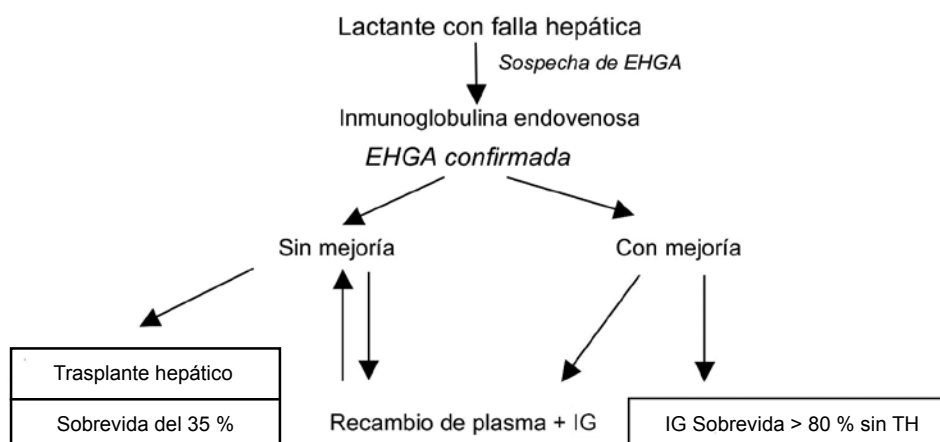 Lactante con falla hepática
Sospecha de EHGA
Inmunoglobulina endovenosa
EHGA confirmada
Sin mejoría
Con mejoría
Trasplante hepático
Sobrevida del 35 %
Recambio de plasma + IG
IG Sobrevida > 80 % sin TH